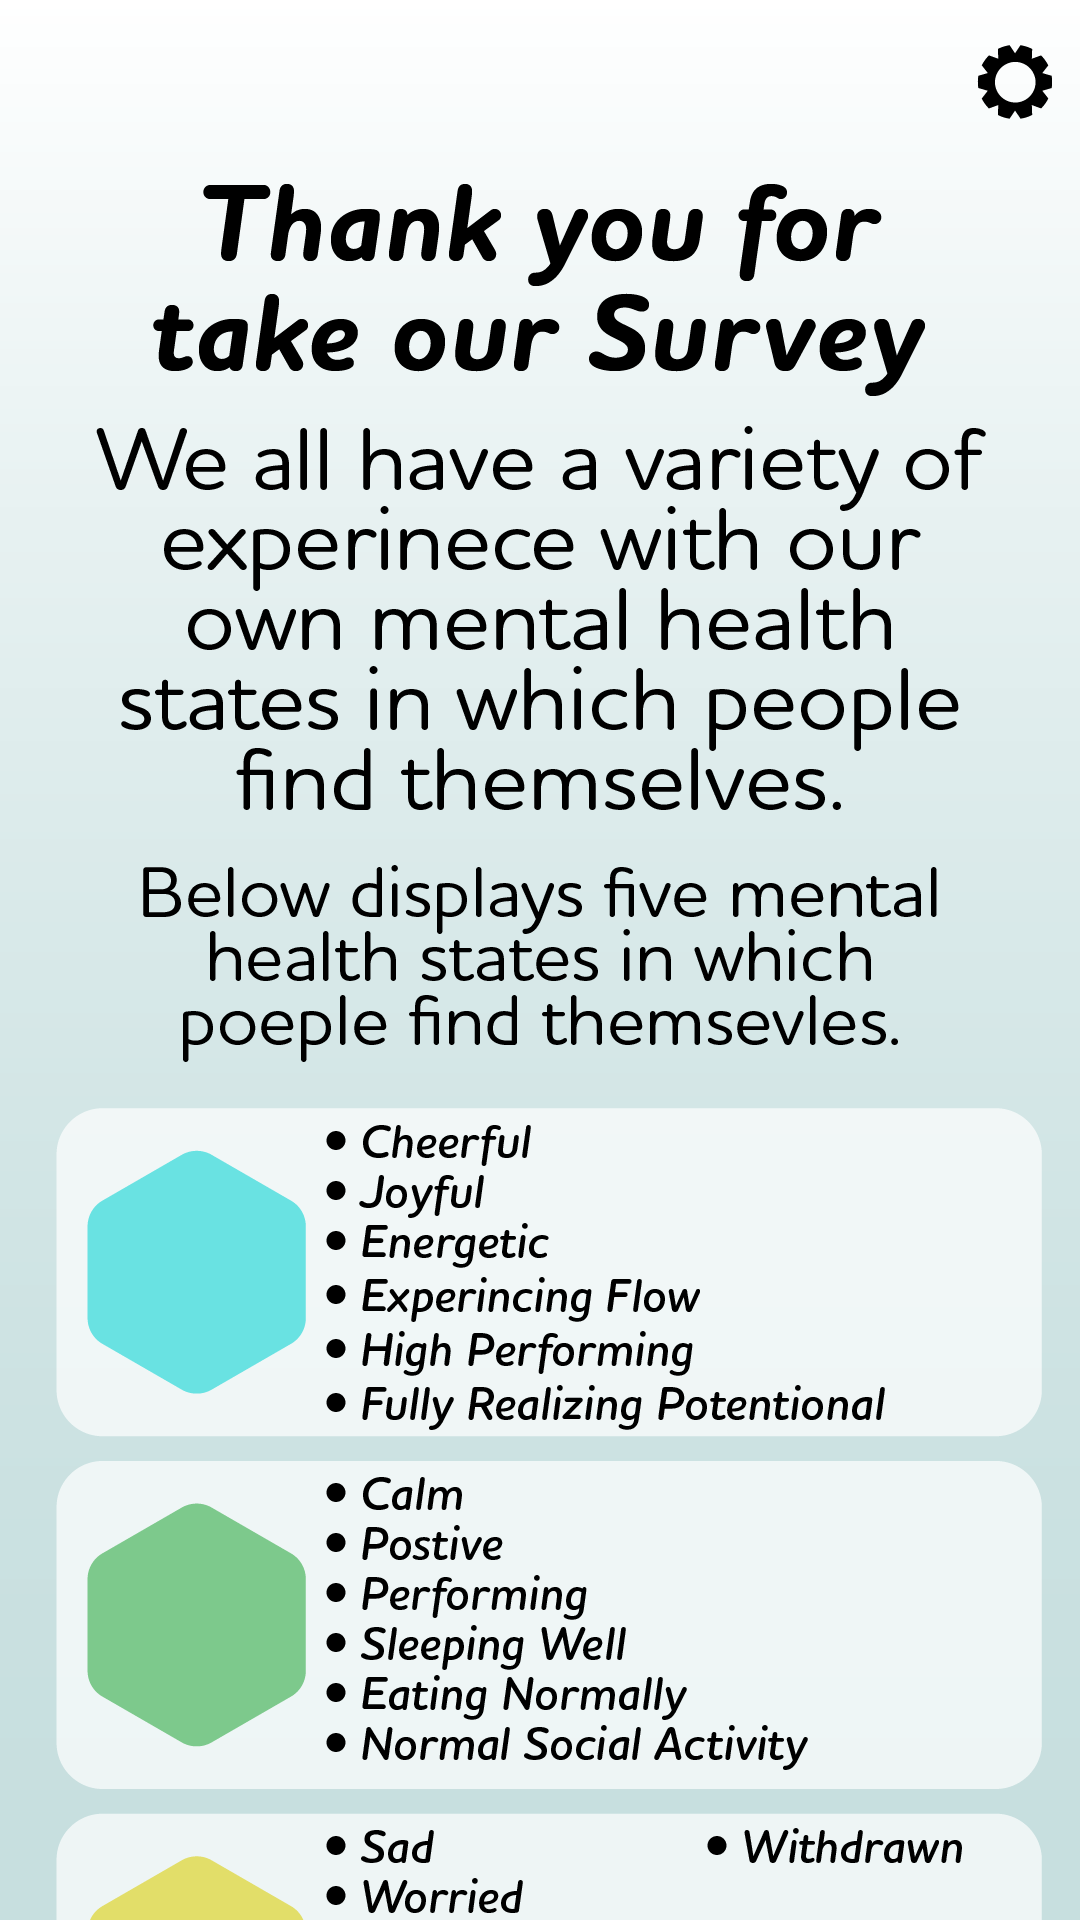 Thank you for
take our Survey
We all have a variety of
experinece with our
own mental health
states in which people
find themselves.
Below displays five mental
health states in which
poeple find themsevles.
• Cheerful
• Joyful
• Energetic
• Experincing Flow
• High Performing
• Fully Realizing Potentional
• Calm
• Postive
• Performing
• Sleeping Well
• Eating Normally
• Normal Social Activity
• Sad
• Withdrawn
• Worried